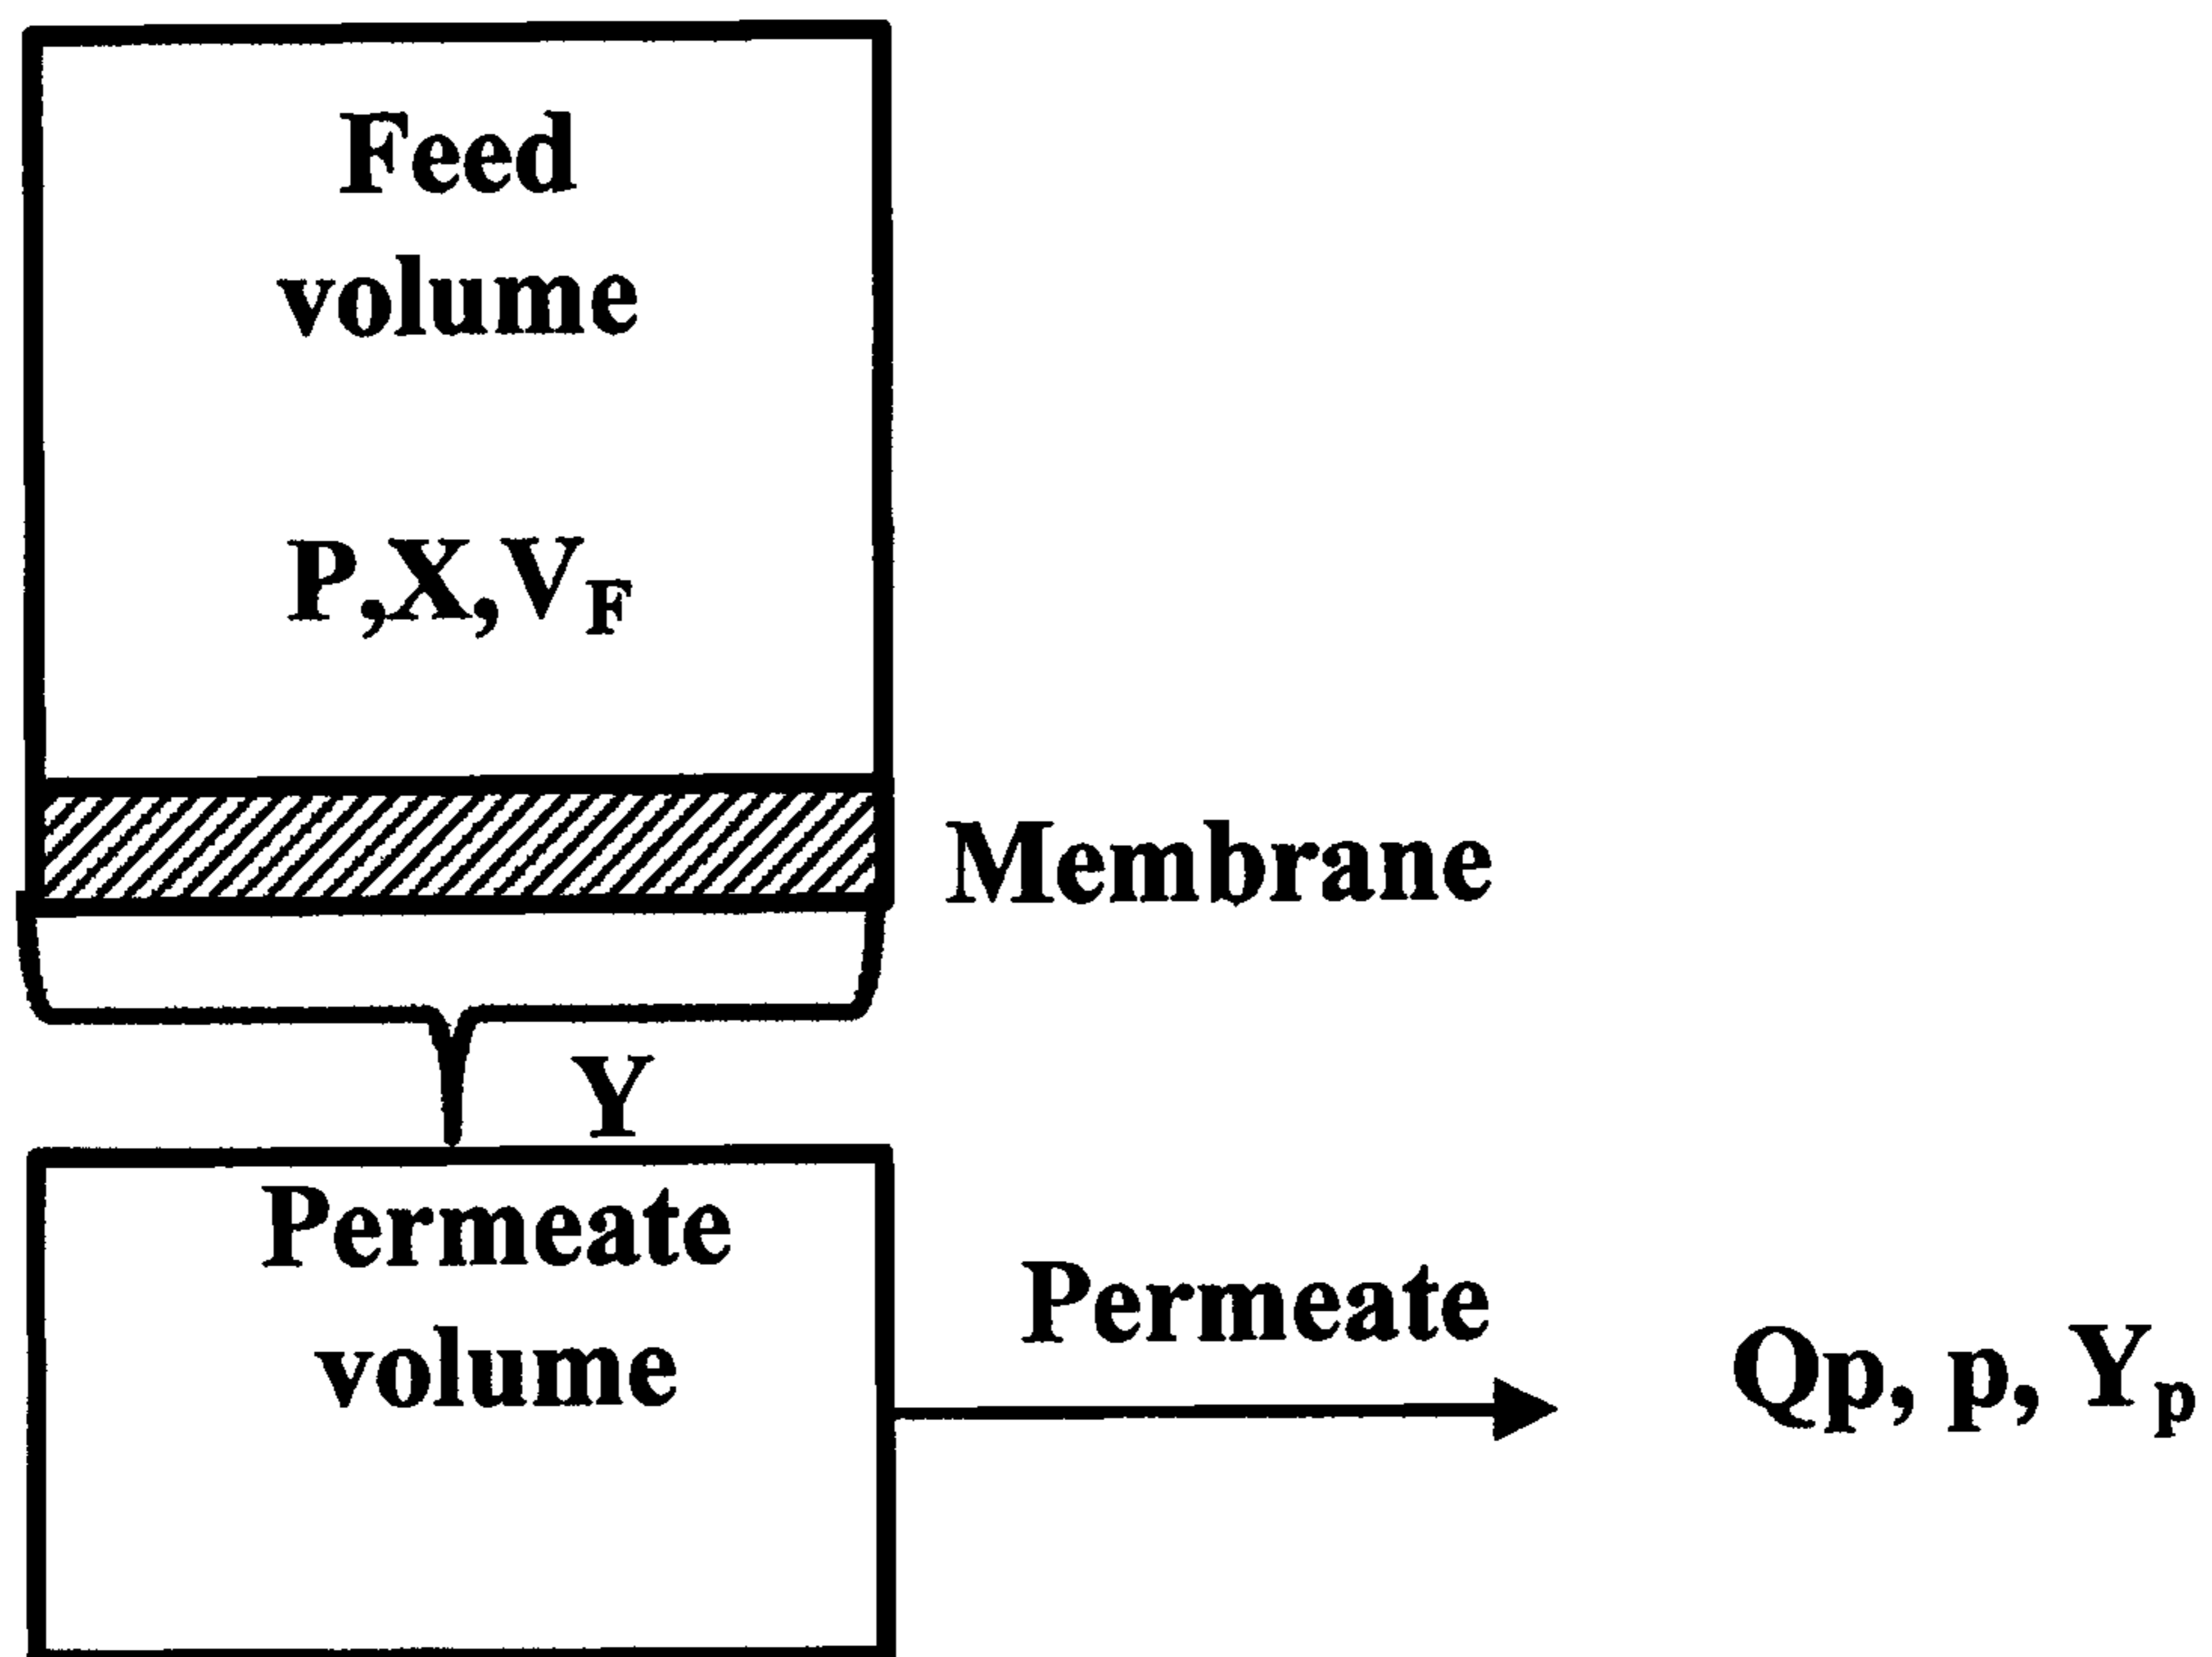 Feed
volume
P,X,V_F
Membrane
Y
Permeate
volume
Permeate
Qp, p, Y_p